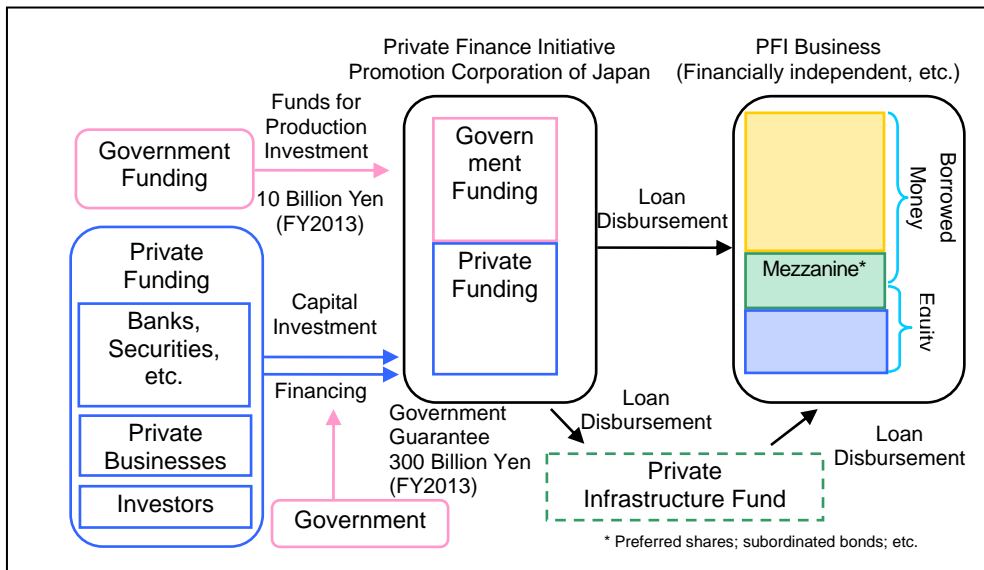 Private Finance Initiative
Promotion Corporation of Japan
PFI Business
(Financially independent, etc.)
Funds for
Production
Investment
Government
Funding
10 Billion Yen
(FY2013)
Govern
ment
Funding
Private
Funding
Loan
Disbursement
Borrowed
Money
Mezzanine*
Equity
Private
Funding
Banks,
Securities,
etc.
Private
Businesses
Investors
Capital
Investment
Financing
Government
Guarantee
300 Billion Yen
(FY2013)
Government
Loan
Disbursement
Private
Infrastructure Fund
Loan
Disbursement
* Preferred shares; subordinated bonds; etc.